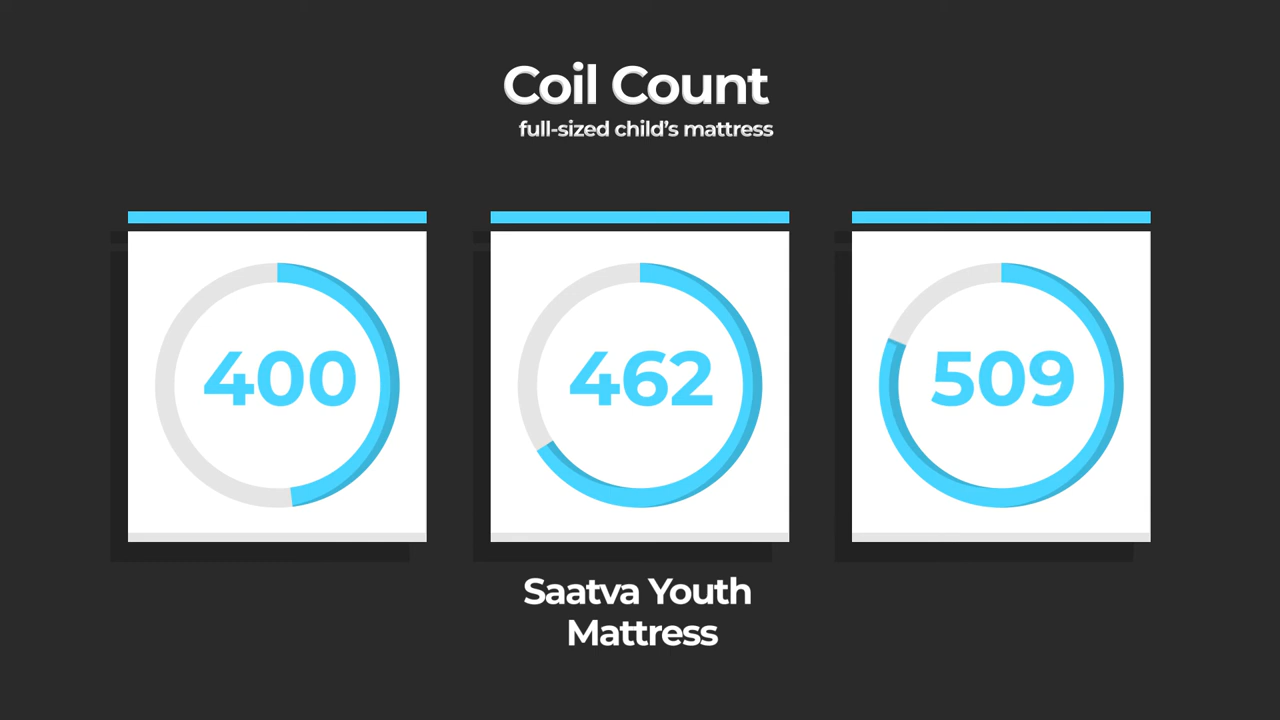 Coil Count
full-sized child's mattress
400
462
509
Saatva Youth
Mattress